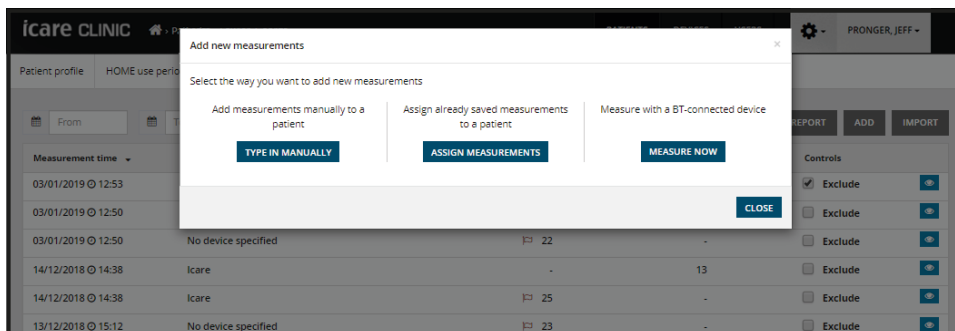 icare CLINIC
PRONGER, JEFF
Add new measurements
×
Patient profile
HOME use perio
Select the way you want to add new measurements
Add measurements manually to a
patient
TYPE IN MANUALLY
Assign already saved measurements
to a patient
ASSIGN MEASUREMENTS
Measure with a BT-connected device
MEASURE NOW
CLOSE
From
T
REPORT
ADD
IMPORT
Measurement time
Controls
03/01/2019 12:53 Exclude
03/01/2019 12:50 Exclude
03/01/2019 12:50 No device specified 22 - Exclude
14/12/2018 14:38 Icare - 13 Exclude
14/12/2018 14:38 Icare 25 - Exclude
13/12/2018 15:12 No device specified 23 - Exclude